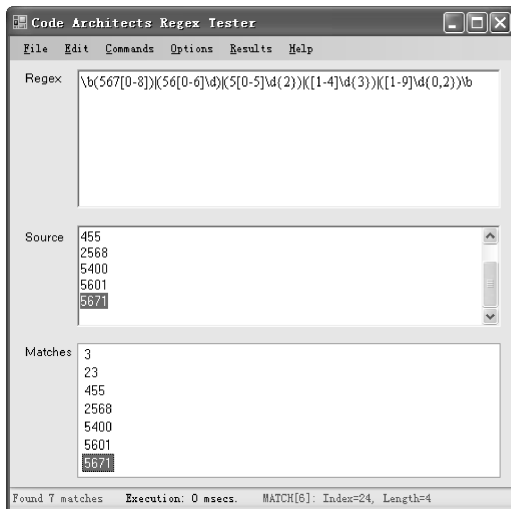 Code Architects Regex Tester
File Edit Commands Options Results Help
Regex
\b(567[0-8])|(56[0-6]\d)|(5[0-5]\d{2})|([1-4]\d{3})|([1-9]\d{0,2})\b
Source
455
2568
5400
5601
5671
Matches
3
23
455
2568
5400
5601
5671
Found 7 matches Execution: 0 msecs. MATCH[6]: Index=24, Length=4